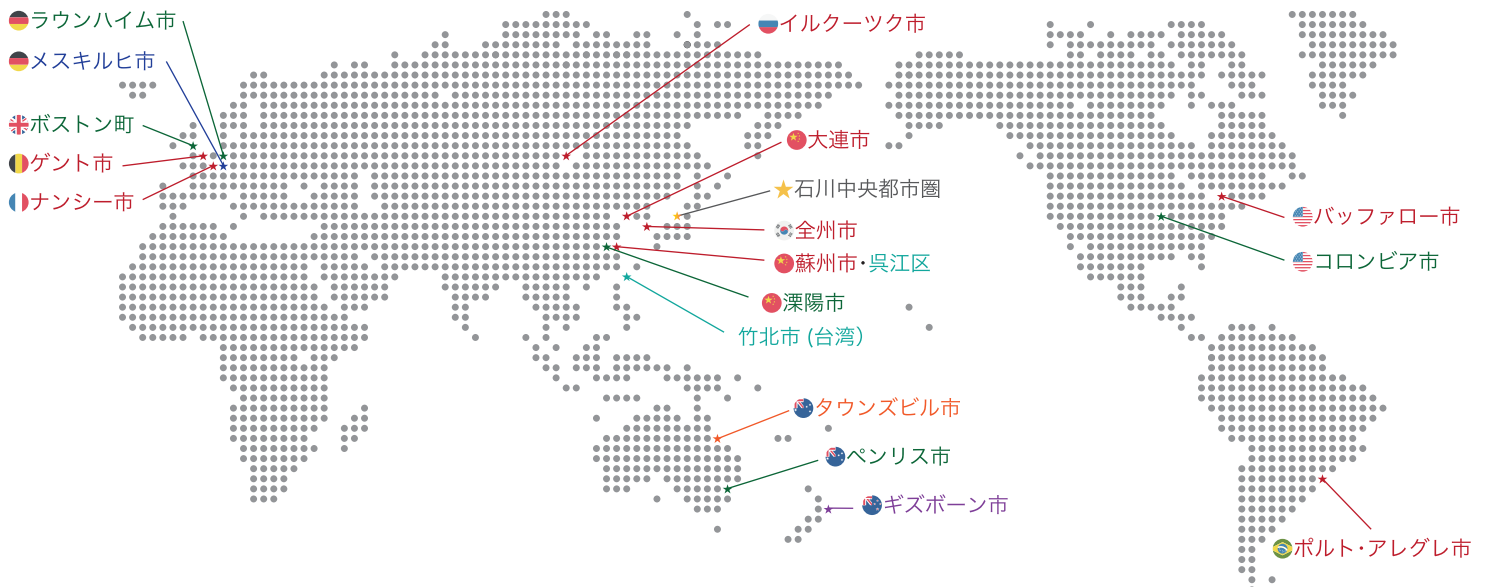 ラウンハイム市
メスキルヒ市
ボストン町
ゲント市
ナンシー市
イルクーツク市
大連市
石川中央都市圏
全州市
蘇州市・呉江区
溧陽市
竹北市 (台湾)
タウンズビル市
ペンリス市
ギズボーン市
バッファロー市
コロンビア市
ポルト・アレグレ市